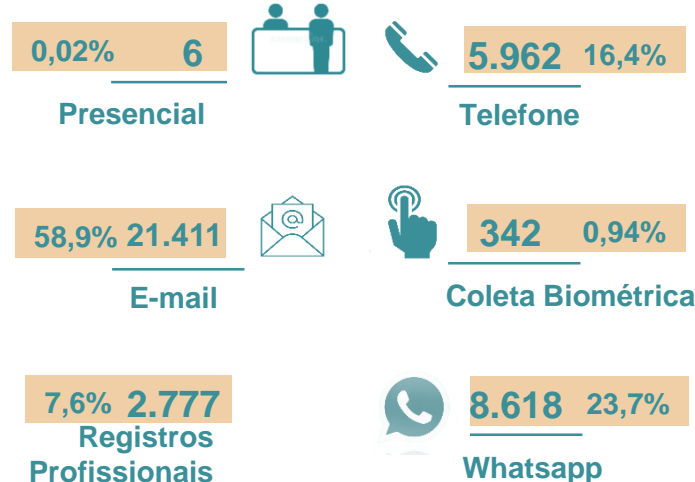 0,02% 6
Presencial
5.962 16,4%
Telefone
58,9% 21.411
E-mail
342 0,94%
Coleta Biométrica
7,6% 2.777
Registros
Profissionais
8.618 23,7%
Whatsapp